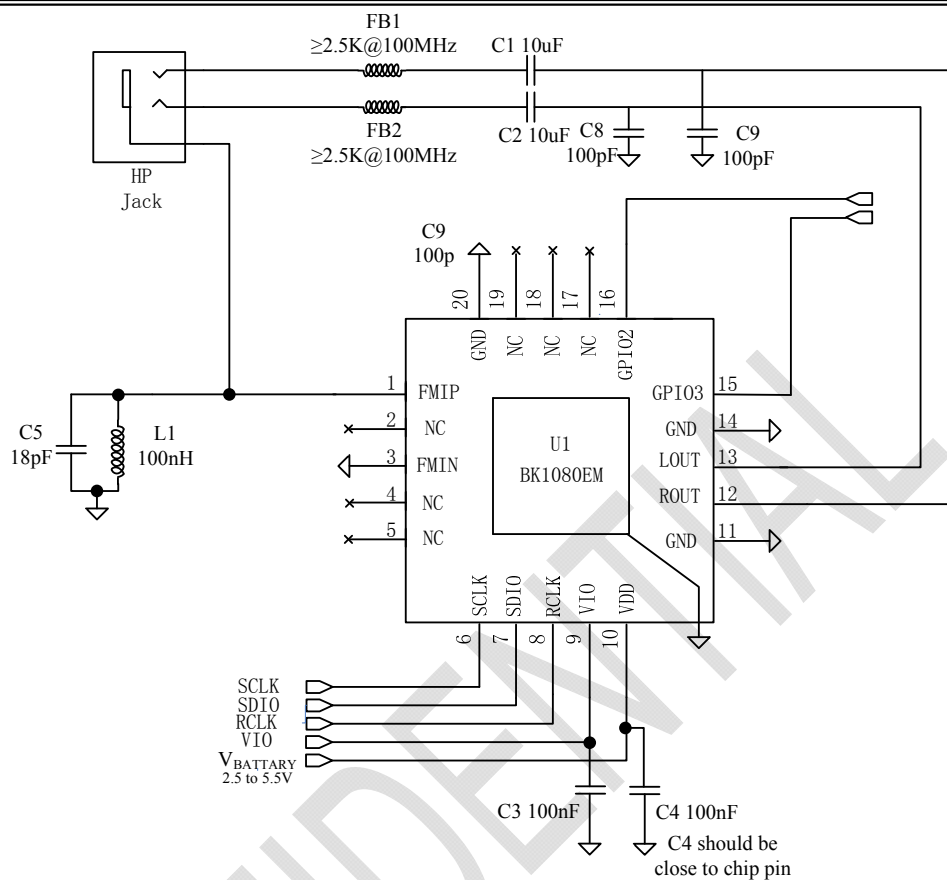 FB1
≥2.5K@100MHz
C1 10uF
FB2
≥2.5K@100MHz
C2 10uF
C8
100pF
C9
100pF
HP
Jack
C9
100p
20
19
18
17
16
GND
NC
NC
NC
GPIO2
1
FMIP
2
NC
3
FMIN
4
NC
5
NC
C5
18pF
L1
100nH
U1
BK1080EM
GPIO3
15
GND
14
LOUT
13
ROUT
12
GND
11
SCLK
SDIO
RCLK
VIO
VDD
6
7
8
9
10
SCLK
SDIO
RCLK
VIO
VBATTARY
2.5 to 5.5V
C3 100nF
C4 100nF
C4 should be
close to chip pin
IDENTIAL